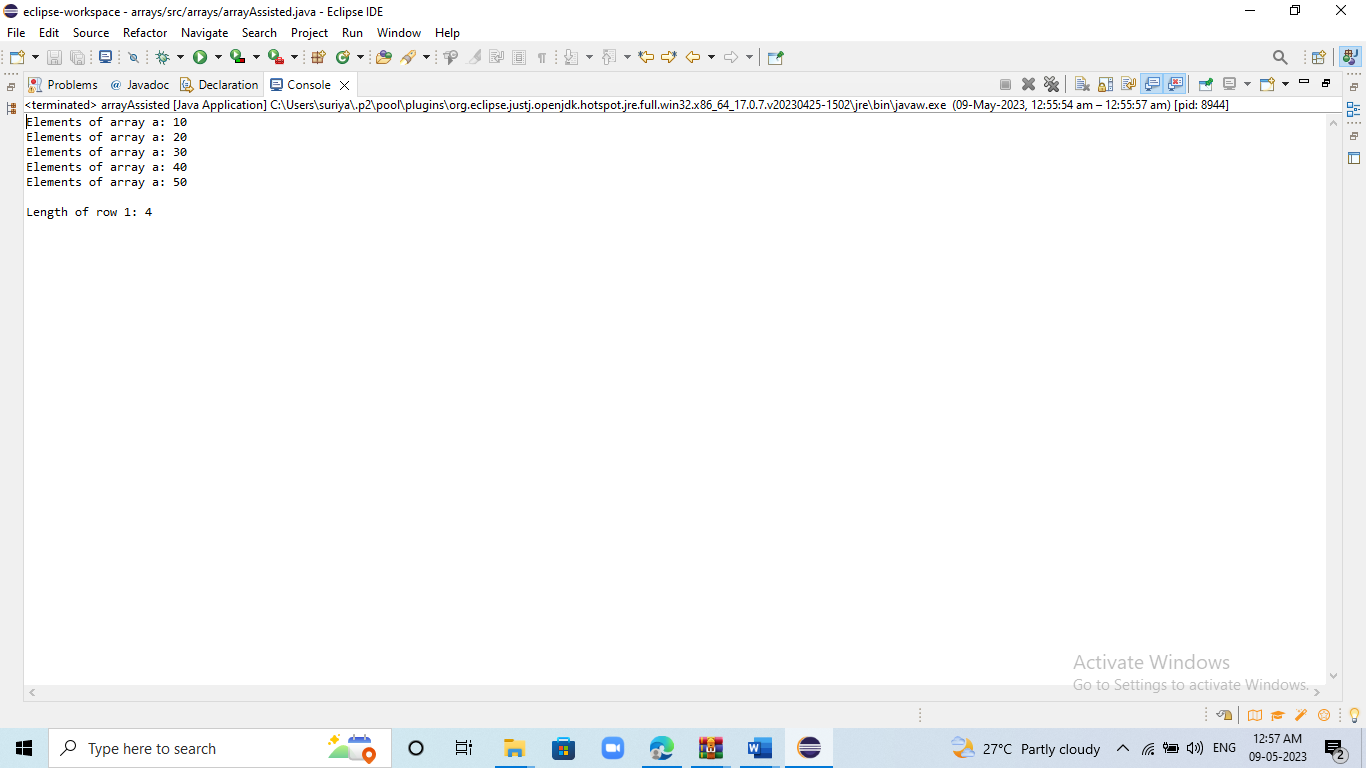 eclipse-workspace - arrays/src/arrays/arrayAssisted.java - Eclipse IDE
File Edit Source Refactor Navigate Search Project Run Window Help
Problems @ Javadoc Declaration Console
<terminated> arrayAssisted [Java Application] C:\Users\suriya\.p2\pool\plugins\org.eclipse.justj.openjdk.hotspot.jre.full.win32.x86_64_17.0.7.v20230425-1502\jre\bin\javaw.exe (09-May-2023, 12:55:54 am – 12:55:57 am) [pid: 8944]
Elements of array a: 10
Elements of array a: 20
Elements of array a: 30
Elements of array a: 40
Elements of array a: 50
Length of row 1: 4
Activate Windows
Go to Settings to activate Windows.
Type here to search
27°C Partly cloudy
ENG
12:57 AM
09-05-2023
2